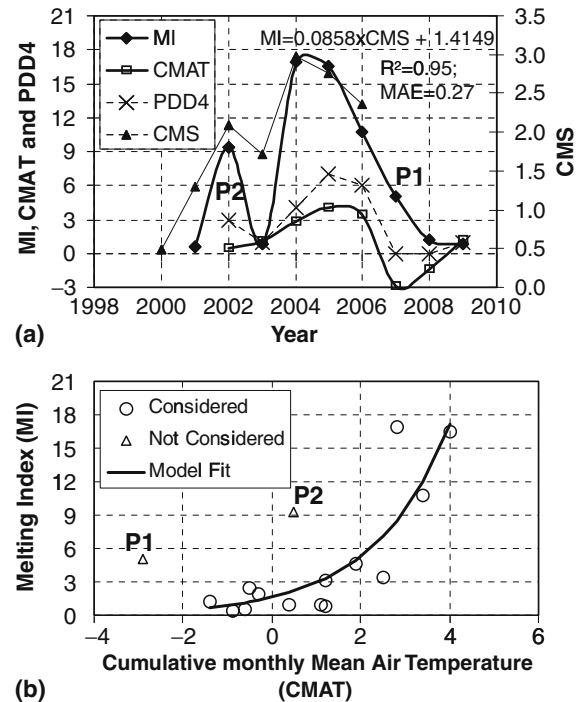 21
18
15
12
9
6
3
0
−3
MI, CMAT and PDD4
MI
CMAT
PDD4
CMS
MI=0.0858xCMS + 1.4149
R²=0.95;
MAE=0.27
P2
P1
3.5
3.0
2.5
2.0
1.5
1.0
0.5
0.0
CMS
1998 2000 2002 2004 2006 2008 2010
Year
(a)
21
18
15
12
9
6
3
0
Melting Index (MI)
Considered
Not Considered
Model Fit
P1
P2
−4 −2 0 2 4 6
Cumulative monthly Mean Air Temperature
(CMAT)
(b)